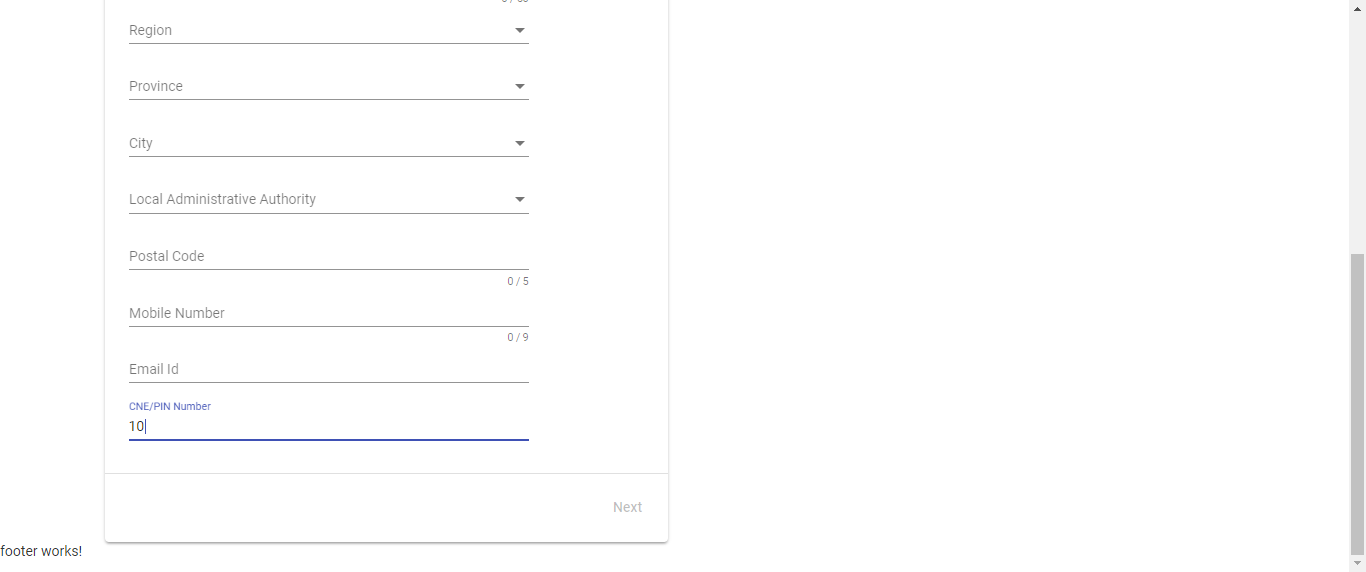 Region
Province
City
Local Administrative Authority
Postal Code
0 / 5
Mobile Number
0 / 9
Email Id
CNE/PIN Number
10
Next
footer works!